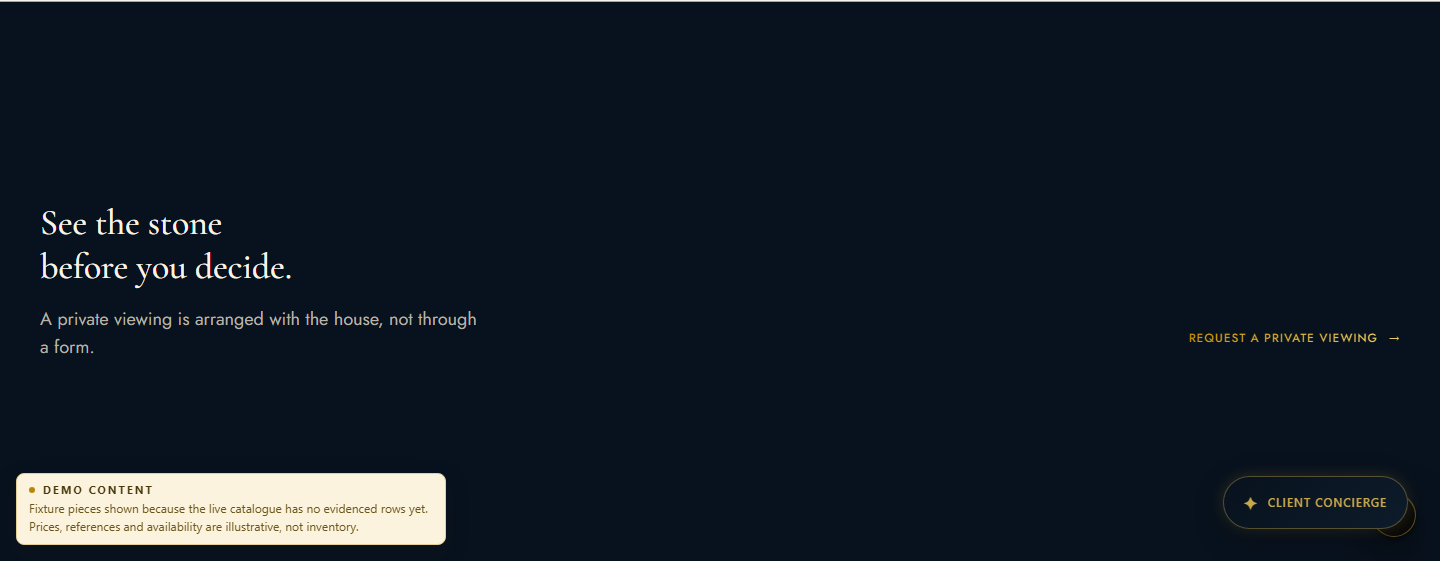 See the stone
before you decide.
A private viewing is arranged with the house, not through
a form.
REQUEST A PRIVATE VIEWING →
DEMO CONTENT
Fixture pieces shown because the live catalogue has no evidenced rows yet.
Prices, references and availability are illustrative, not inventory.
CLIENT CONCIERGE